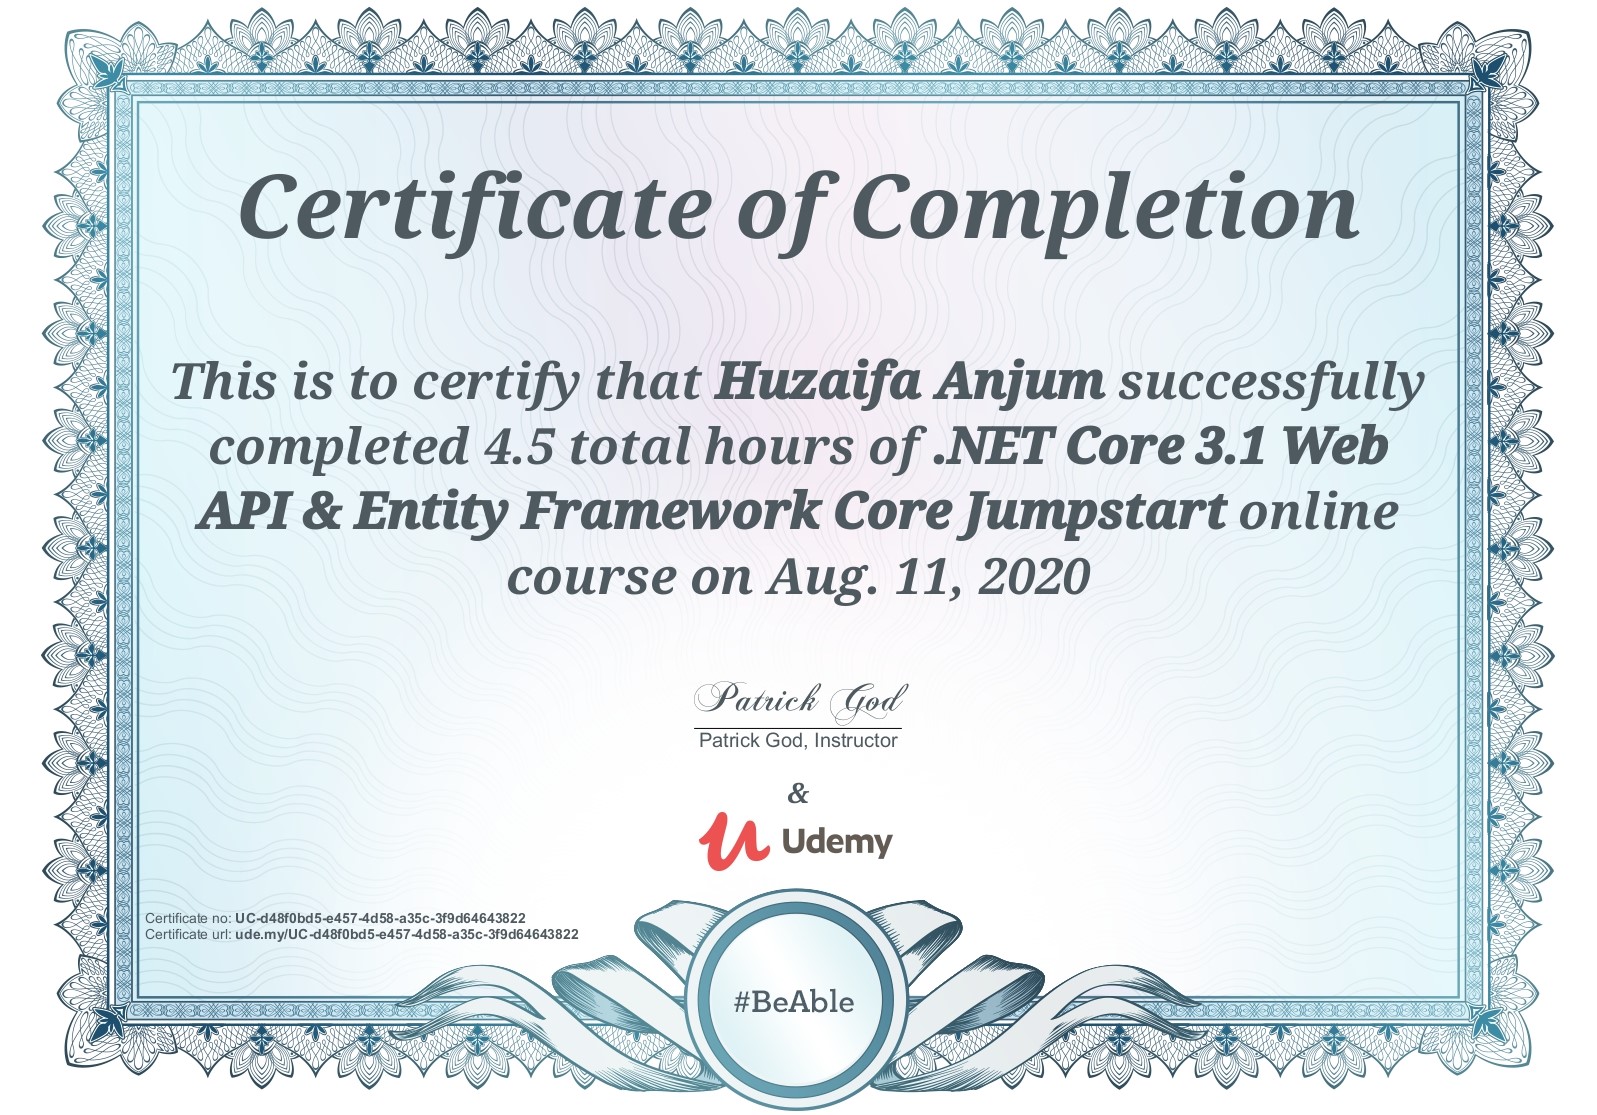 Certificate of Completion
This is to certify that Huzaifa Anjum successfully
completed 4.5 total hours of .NET Core 3.1 Web
API & Entity Framework Core Jumpstart online
course on Aug. 11, 2020
Patrick God
Patrick God, Instructor
&
Udemy
Certificate no: UC-d48f0bd5-e457-4d58-a35c-3f9d64643822
Certificate url: ude.my/UC-d48f0bd5-e457-4d58-a35c-3f9d64643822
#BeAble